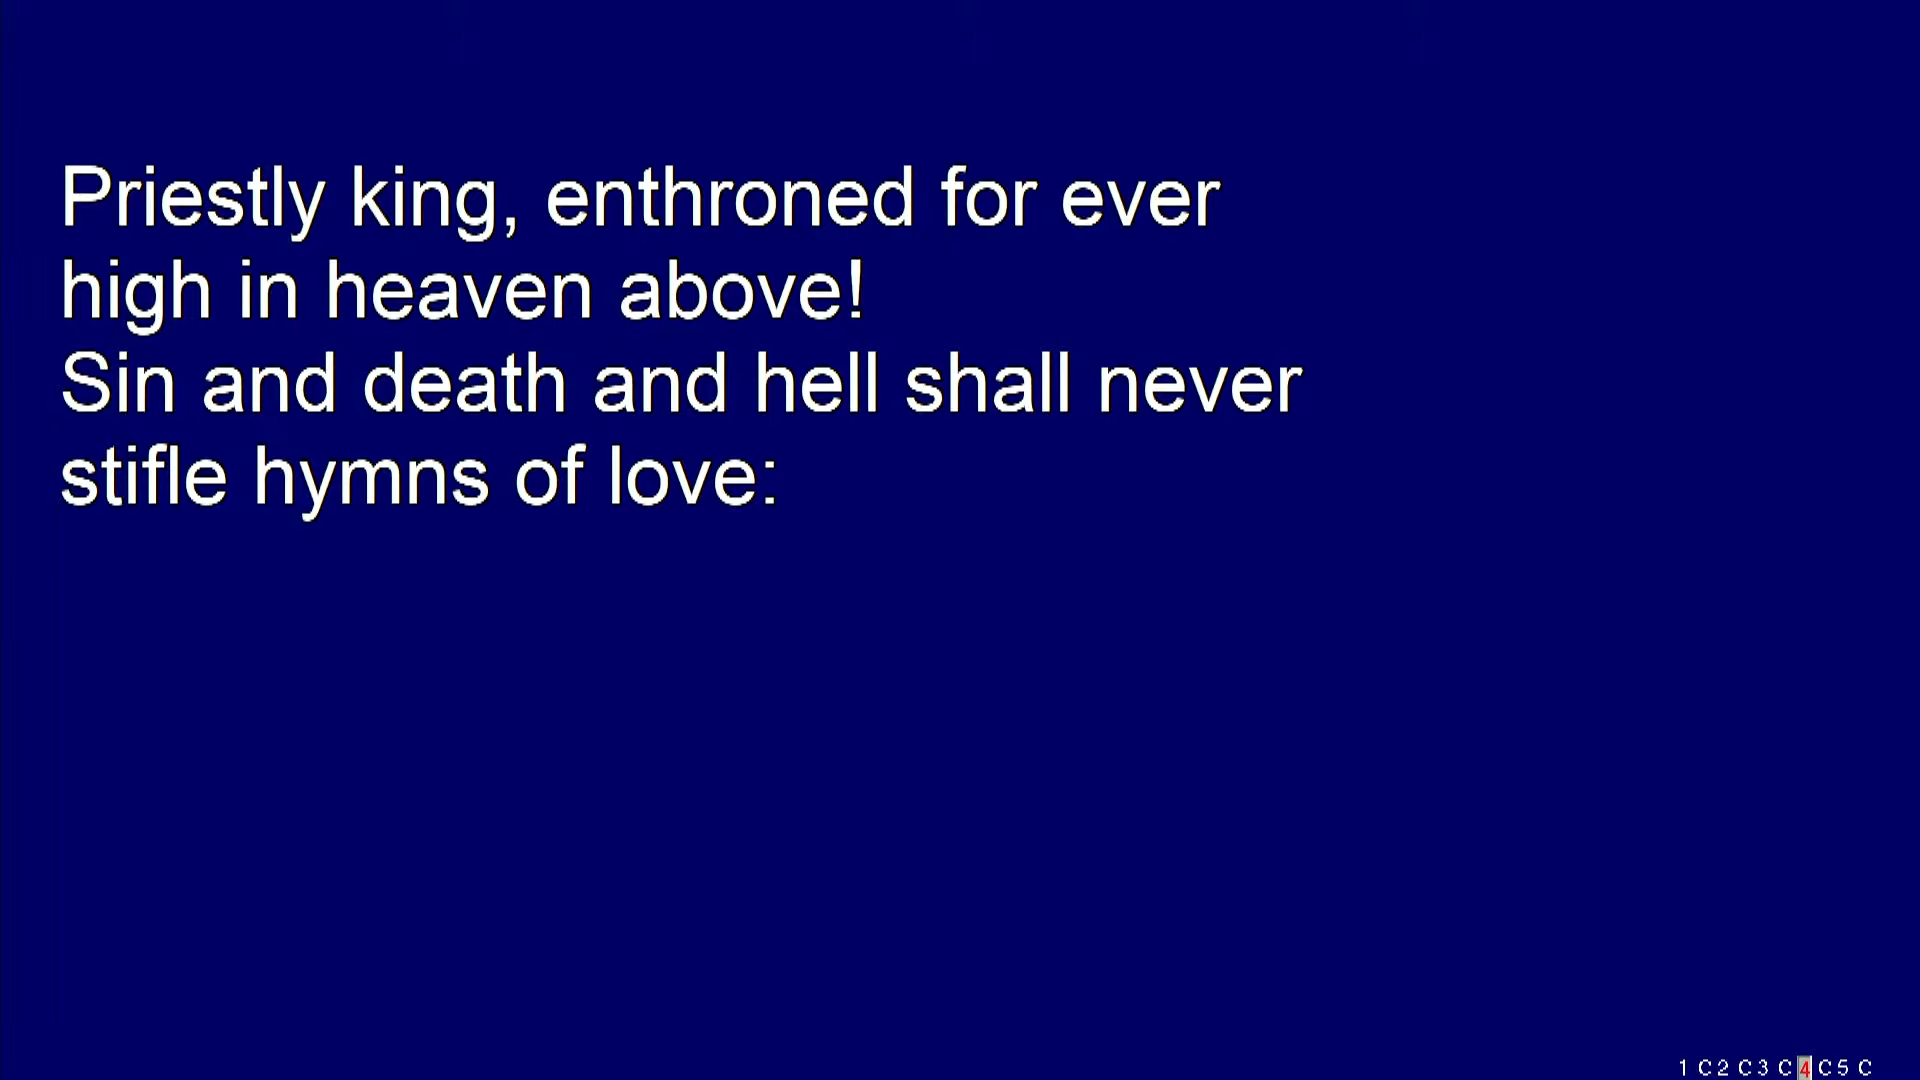 Priestly king, enthroned for ever
high in heaven above!
Sin and death and hell shall never
stifle hymns of love:
1 C 2 C 3 C 4 C 5 C